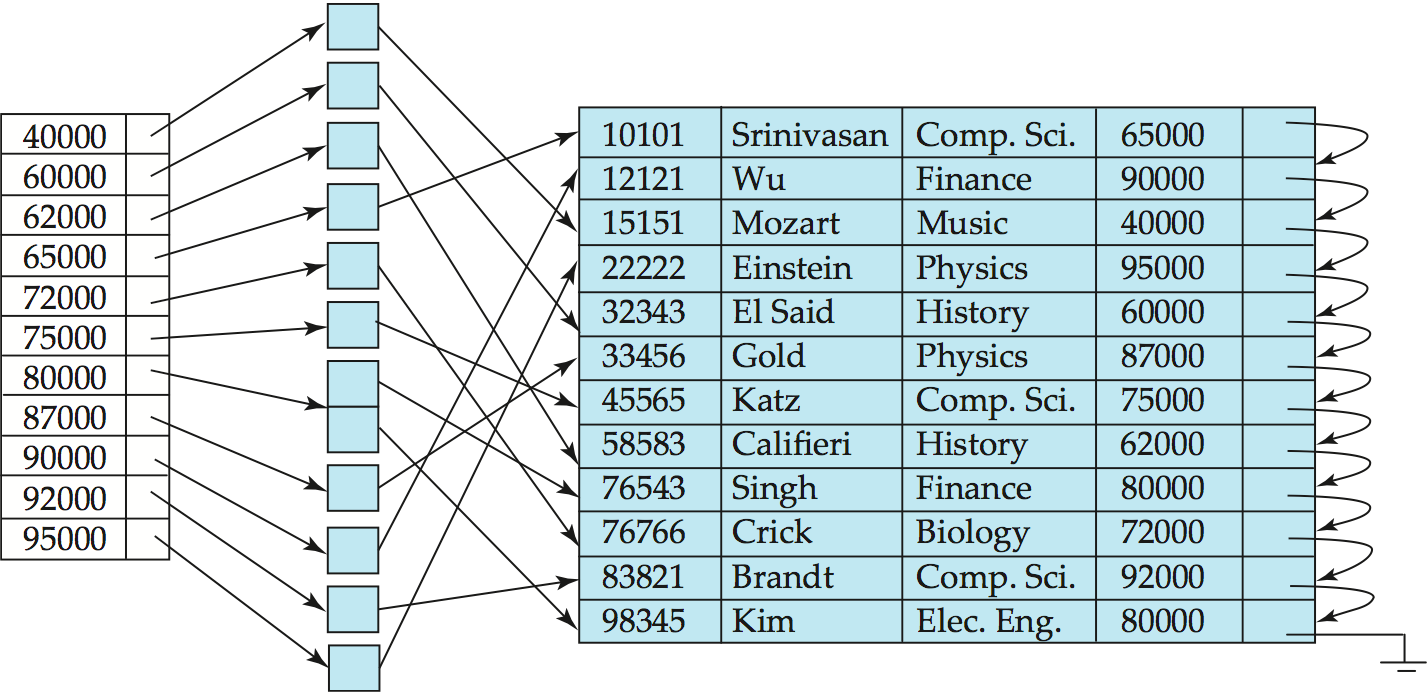 40000
60000
62000
65000
72000
75000
80000
87000
90000
92000
95000
10101 Srinivasan Comp. Sci. 65000
12121 Wu Finance 90000
15151 Mozart Music 40000
22222 Einstein Physics 95000
32343 El Said History 60000
33456 Gold Physics 87000
45565 Katz Comp. Sci. 75000
58583 Califieri History 62000
76543 Singh Finance 80000
76766 Crick Biology 72000
83821 Brandt Comp. Sci. 92000
98345 Kim Elec. Eng. 80000